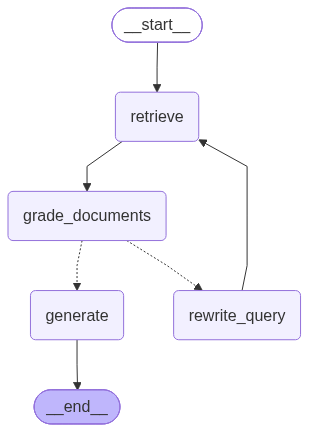 __start__
retrieve
grade_documents
generate
rewrite_query
__end__